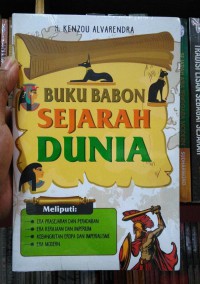 H. KENZOU ALVARENDRA
BUKU BABON
SEJARAH
DUNIA
Meliputi:
ERA PRASEJARAH DAN PERADABAN
ERA KERAJAAN DAN IMPERIUM
KEBANGKITAN EROPA DAN IMPERIALISME
ERA MODERN